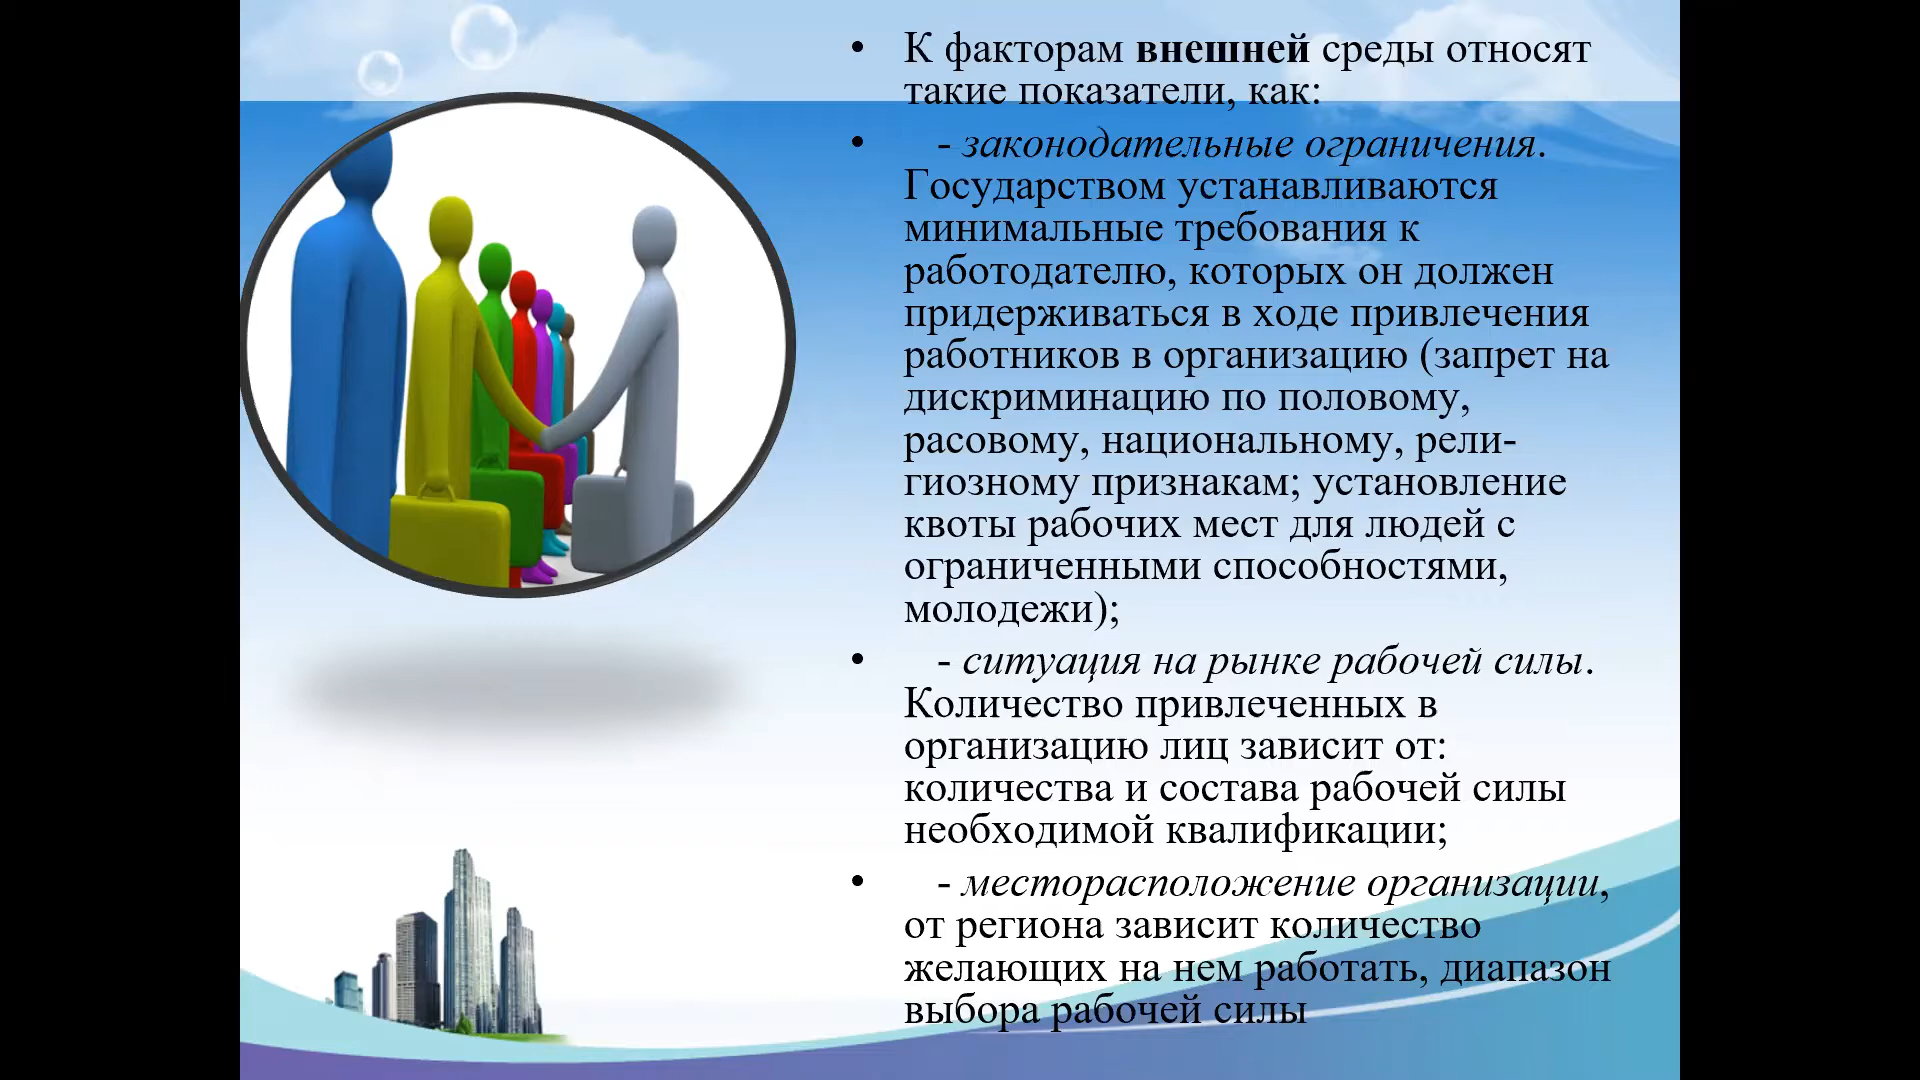 • К факторам внешней среды относят
такие показатели, как:
• - законодательные ограничения.
Государством устанавливаются
минимальные требования к
работодателю, которых он должен
придерживаться в ходе привлечения
работников в организацию (запрет на
дискриминацию по половому,
расовому, национальному, рели-
гиозному признакам; установление
квоты рабочих мест для людей с
ограниченными способностями,
молодежи);
• - ситуация на рынке рабочей силы.
Количество привлеченных в
организацию лиц зависит от:
количества и состава рабочей силы
необходимой квалификации;
• - месторасположение организации,
от региона зависит количество
желающих на нем работать, диапазон
выбора рабочей силы